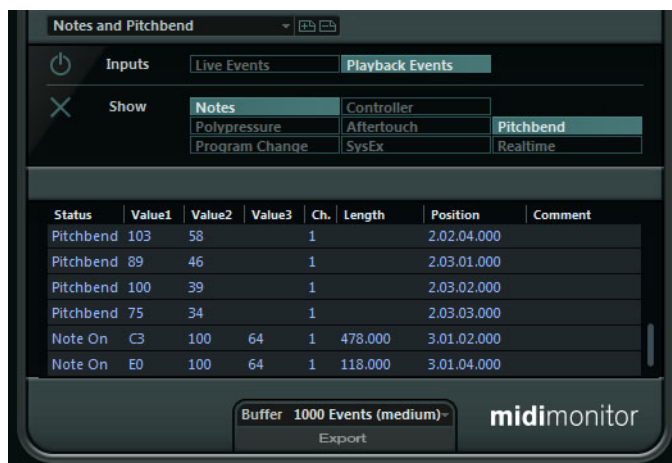 Notes and Pitchbend
Inputs Live Events Playback Events
Show Notes Controller
Polypressure Aftertouch Pitchbend
Program Change SysEx Realtime
Status Value1 Value2 Value3 Ch. Length Position Comment
Pitchbend 103 58 1 2.02.04.000
Pitchbend 89 46 1 2.03.01.000
Pitchbend 100 39 1 2.03.02.000
Pitchbend 75 34 1 2.03.03.000
Note On C3 100 64 1 478.000 3.01.02.000
Note On E0 100 64 1 118.000 3.01.04.000
Buffer 1000 Events (medium)
Export
midimonitor